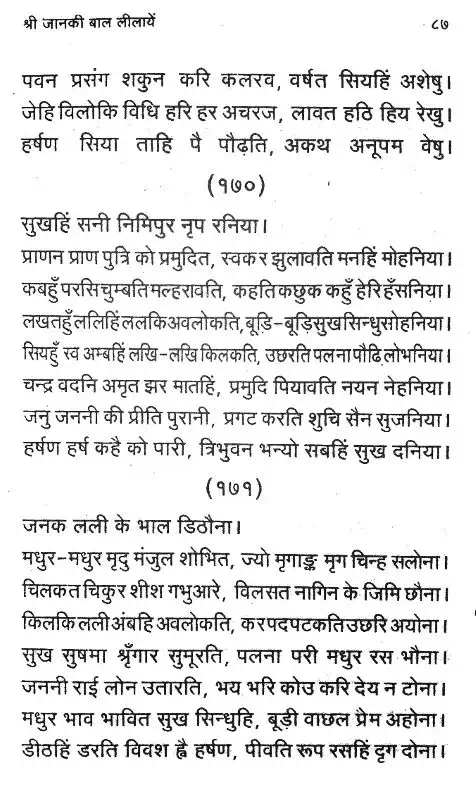 श्री जानकी बाल लीलायें ८७
पवन प्रसंग शकुन करि कलरव, वर्षत सियहिं अशेषु।
जेहि विलोकि विधि हरि हर अचरज, लावत हठि हिय रेखु।
हर्षण सिया ताहि पै पौढ़ति, अकथ अनूपम वेषु।
(१७०)
सुखहिं सनी निमिपुर नृप रनिया।
प्राणन प्राण पुत्रि को प्रमुदित, स्वकर झुलावति मनहिं मोहनिया।
कबहुँ परसि चुम्बति मल्हरावति, कहति कछुक कहुँ हेरि हँसनिया।
लखतहुँ ललिहिं ललकि अवलोकति, बूड़ि-बूड़ि सुख सिन्धु सोहनिया।
सियहुँ स्व अम्बहिं लखि-लखि किलकति, उछरति पलना पौढ़ि लोभनिया।
चन्द्र वदनि अमृत झर मातहिं, प्रमुदि पियावति नयन नेहनिया।
जनुं जननी की प्रीति पुरानी, प्रगट करति शुचि सैन सुजनिया।
हर्षण हर्ष कहै को पारी, त्रिभुवन भन्यो सबहिं सुख दनिया।
(१७१)
जनक लली के भाल डिठौना।
मधुर-मधुर मृदु मंजुल शोभित, ज्यो मृगाङ्क मृग चिन्ह सलोना।
चिलकत चिकुर शीश गभुआरे, विलसत नागिन के जिमि छौना।
किलकि लली अंबहि अवलोकति, कर पद पटकति उछरि अयोना।
सुख सुषमा श्रृँगार सुमूरति, पलना परी मधुर रस भौना।
जननी राई लोन उतारति, भय भरि कोउ करि देय न टोना।
मधुर भाव भावित सुख सिन्धुहि, बूड़ी वाछल प्रेम अहोना।
डीठहिं डरति विवश ह्वै हर्षण, पीवति रूप रसहिं दृग दोना।